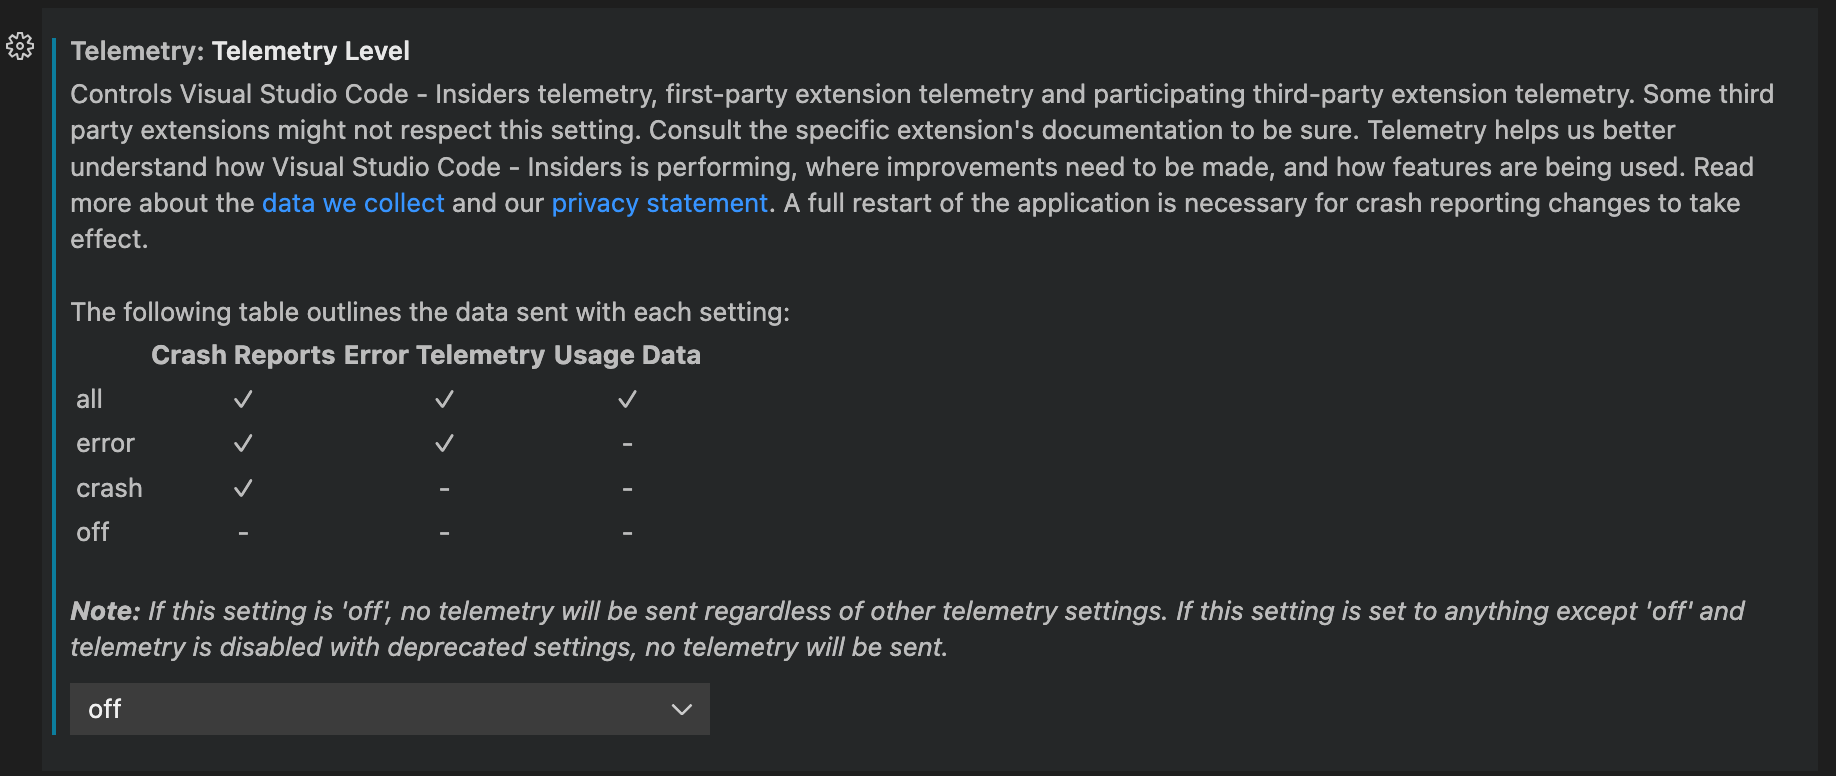 Telemetry: Telemetry Level
Controls Visual Studio Code - Insiders telemetry, first-party extension telemetry and participating third-party extension telemetry. Some third
party extensions might not respect this setting. Consult the specific extension's documentation to be sure. Telemetry helps us better
understand how Visual Studio Code - Insiders is performing, where improvements need to be made, and how features are being used. Read
more about the data we collect and our privacy statement. A full restart of the application is necessary for crash reporting changes to take
effect.
The following table outlines the data sent with each setting:
Crash Reports Error Telemetry Usage Data
all ✓ ✓ ✓
error ✓ ✓ -
crash ✓ - -
off - - -
Note: If this setting is 'off', no telemetry will be sent regardless of other telemetry settings. If this setting is set to anything except 'off' and
telemetry is disabled with deprecated settings, no telemetry will be sent.
off